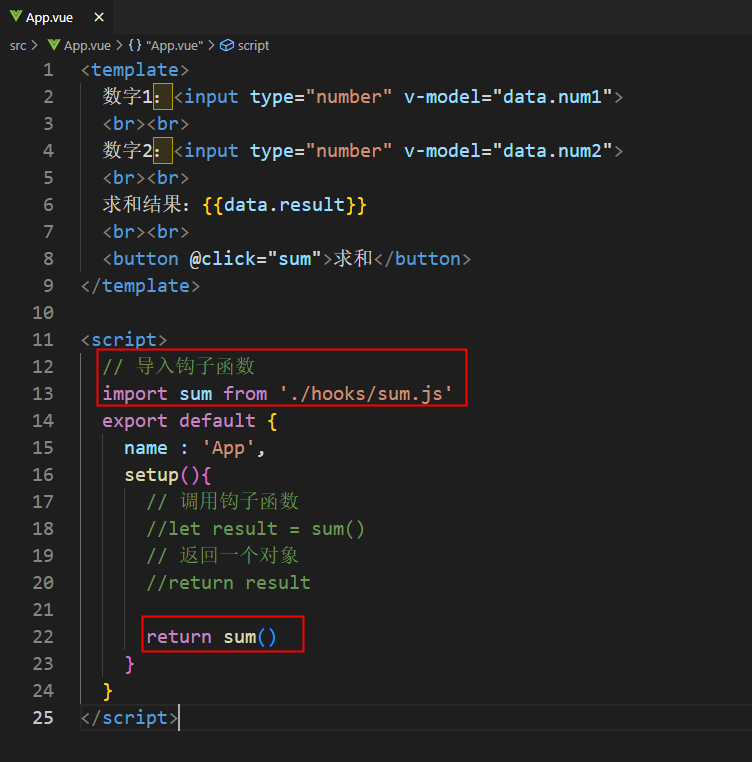 App.vue ×
src > App.vue > {} "App.vue" > script
1 <template>
2 数字1：<input type="number" v-model="data.num1">
3 <br><br>
4 数字2：<input type="number" v-model="data.num2">
5 <br><br>
6 求和结果：{{data.result}}
7 <br><br>
8 <button @click="sum">求和</button>
9 </template>
10
11 <script>
12 // 导入钩子函数
13 import sum from './hooks/sum.js'
14 export default {
15 name : 'App',
16 setup(){
17 // 调用钩子函数
18 //let result = sum()
19 // 返回一个对象
20 //return result
21
22 return sum()
23 }
24 }
25 </script>